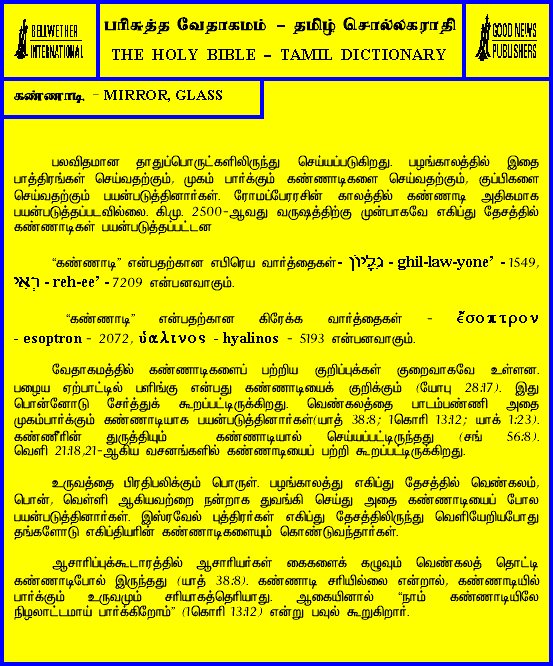 BELLWETHER
INTERNATIONAL
பரிசுத்த வேதாகமம் – தமிழ் சொல்லகராதி
THE HOLY BIBLE – TAMIL DICTIONARY
GOOD NEWS
PUBLISHERS
கண்ணாடி - MIRROR, GLASS
பலவிதமான தாதுப்பொருட்களிலிருந்து செய்யப்படுகிறது. பழங்காலத்தில் இதை
பாத்திரங்கள் செய்வதற்கும், முகம் பார்க்கும் கண்ணாடிகளை செய்வதற்கும், குப்பிகளை
செய்வதற்கும் பயன்படுத்தினார்கள். ரோமப்பேரரசின் காலத்தில் கண்ணாடி அதிகமாக
பயன்படுத்தப்படவில்லை. கி.மு. 2500-ஆவது வருஷத்திற்கு முன்பாகவே எகிப்து தேசத்தில்
கண்ணாடிகள் பயன்படுத்தப்பட்டன
“கண்ணாடி” என்பதற்கான எபிரெய வார்த்தைகள்- גִּלָּיוֹן - ghil-law-yone’ - 1549,
רְאִי - reh-ee’ - 7209 என்பனவாகும்.
“கண்ணாடி” என்பதற்கான கிரேக்க வார்த்தைகள் - ἔσοπτρον
- esoptron - 2072, ὑάλινος - hyalinos - 5193 என்பனவாகும்.
வேதாகமத்தில் கண்ணாடிகளைப் பற்றிய குறிப்புக்கள் குறைவாகவே உள்ளன.
பழைய ஏற்பாட்டில் பளிங்கு என்பது கண்ணாடியைக் குறிக்கும் (யோபு 28:17). இது
பொன்னோடு சேர்த்துக் கூறப்பட்டிருக்கிறது. வெண்கலத்தை பாடம்பண்ணி அதை
முகம்பார்க்கும் கண்ணாடியாக பயன்படுத்தினார்கள்(யாத் 38:8; 1கொரி 13:12; யாக் 1:23).
கண்ணீரின் துருத்தியும் கண்ணாடியால் செய்யப்பட்டிருந்தது (சங் 56:8).
வெளி 21:18,21-ஆகிய வசனங்களில் கண்ணாடியைப் பற்றி கூறப்பட்டிருக்கிறது.
உருவத்தை பிரதிபலிக்கும் பொருள். பழங்காலத்து எகிப்து தேசத்தில் வெண்கலம்,
பொன், வெள்ளி ஆகியவற்றை நன்றாக துவங்கி செய்து அதை கண்ணாடியைப் போல
பயன்படுத்தினார்கள். இஸ்ரவேல் புத்திரர்கள் எகிப்து தேசத்திலிருந்து வெளியேறியபோது
தங்களோடு எகிப்தியரின் கண்ணாடிகளையும் கொண்டுவந்தார்கள்.
ஆசாரிப்புக்கூடாரத்தில் ஆசாரியர்கள் கைகளைக் கழுவும் வெண்கலத் தொட்டி
கண்ணாடிபோல் இருந்தது (யாத் 38:8). கண்ணாடி சரியில்லை என்றால், கண்ணாடியில்
பார்க்கும் உருவமும் சரியாகத்தெரியாது. ஆகையினால் “நாம் கண்ணாடியிலே
நிழலாட்டமாய் பார்க்கிறோம்” (1கொரி 13:12) என்று பவுல் கூறுகிறார்.